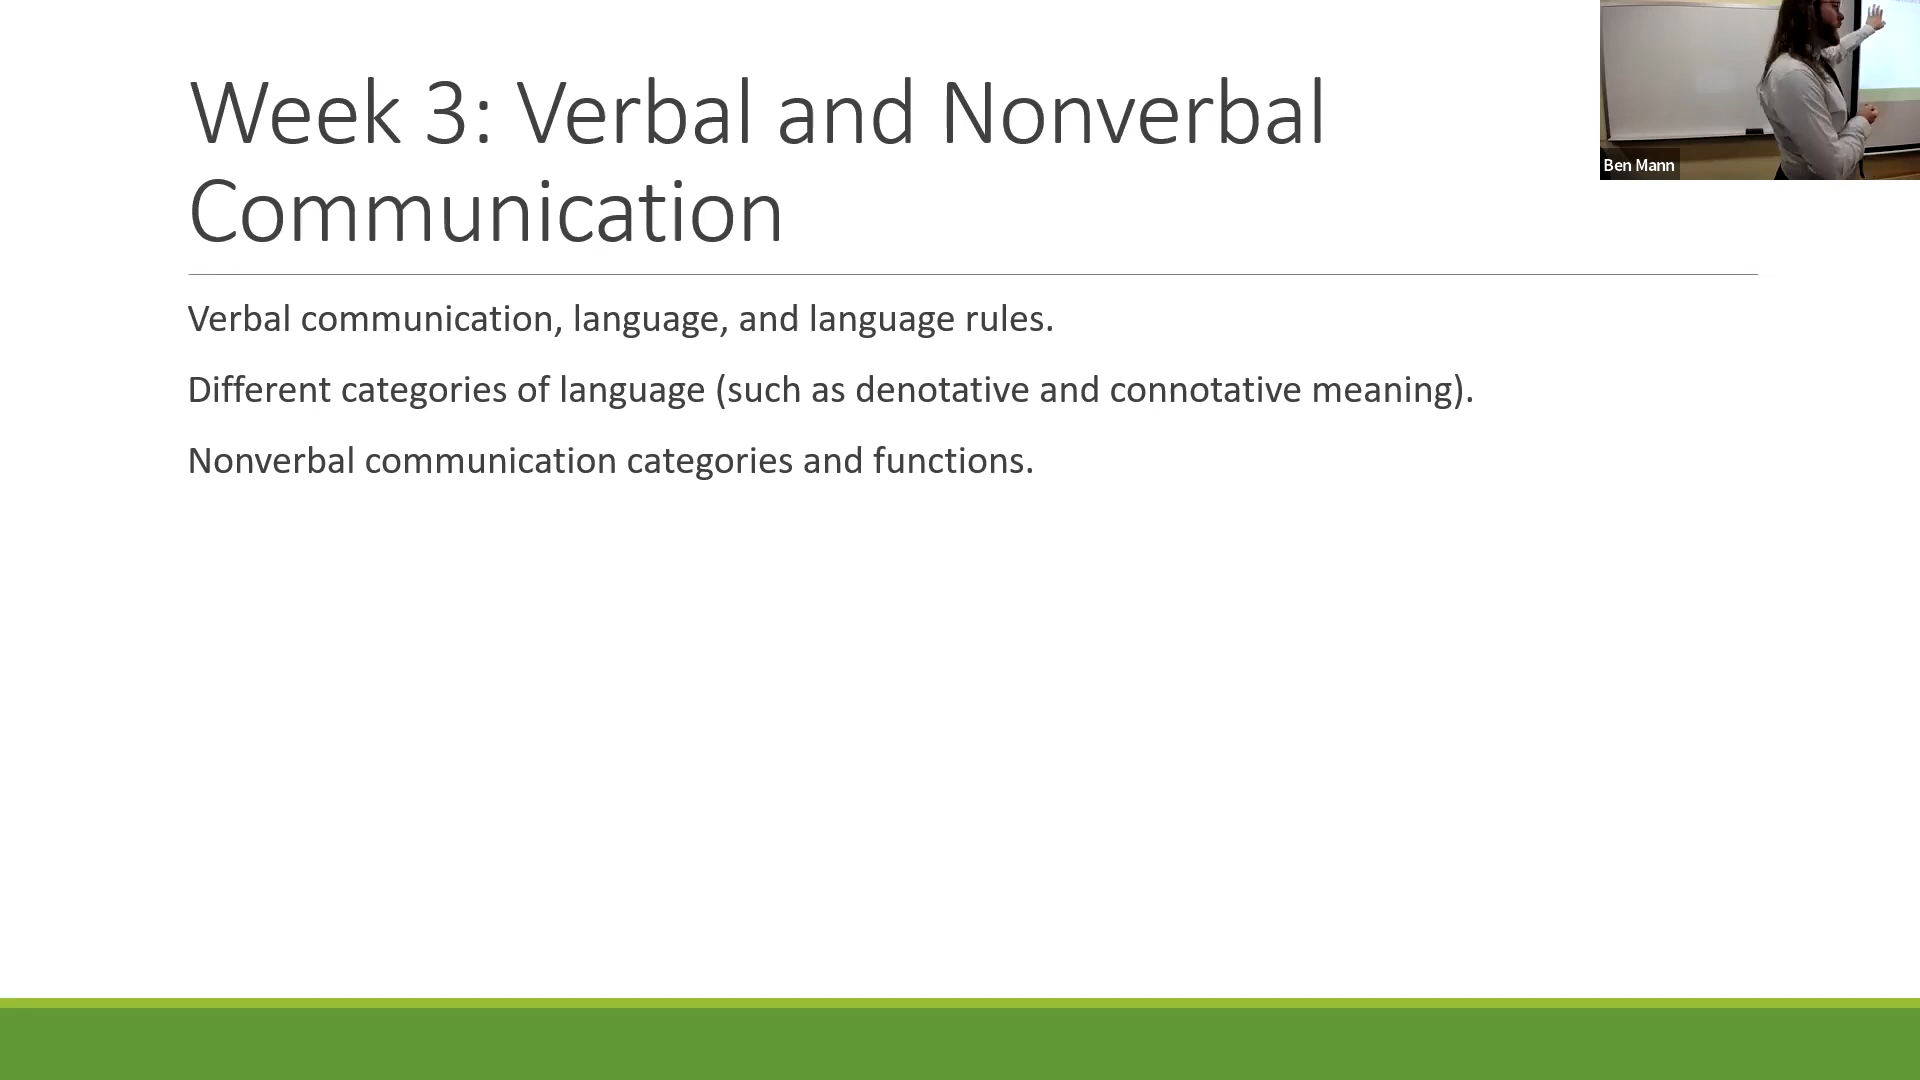 Week 3: Verbal and Nonverbal
Communication
Verbal communication, language, and language rules.
Different categories of language (such as denotative and connotative meaning).
Nonverbal communication categories and functions.
Ben Mann